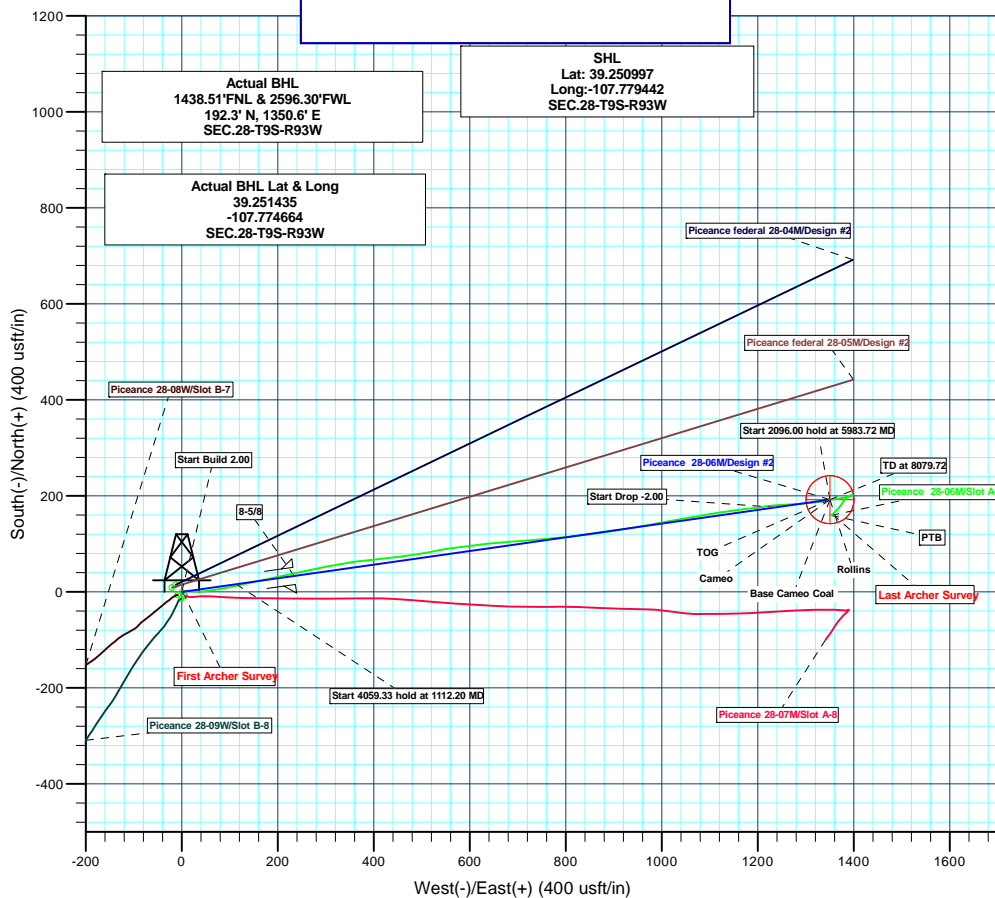 SHL
Lat: 39.250997
Long:-107.779442
SEC.28-T9S-R93W
Actual BHL
1438.51'FNL & 2596.30'FWL
192.3' N, 1350.6' E
SEC.28-T9S-R93W
Actual BHL Lat & Long
39.251435
-107.774664
SEC.28-T9S-R93W
1200
1000
800
600
400
200
0
-200
-400
South(-)/North(+) (400 usft/in)
Piceance federal 28-04M/Design #2
Piceance federal 28-05M/Design #2
Piceance 28-08W/Slot B-7
Start Build 2.00
8-5/8
Start 2096.00 hold at 5983.72 MD
Piceance 28-06M/Design #2
TD at 8079.72
Start Drop -2.00
Piceance 28-06M/Slot A-
PTB
TOG
Cameo
Rollins
Base Cameo Coal
Last Archer Survey
First Archer Survey
Start 4059.33 hold at 1112.20 MD
Piceance 28-09W/Slot B-8
Piceance 28-07M/Slot A-8
-200
0
200
400
600
800
1000
1200
1400
1600
West(-)/East(+) (400 usft/in)